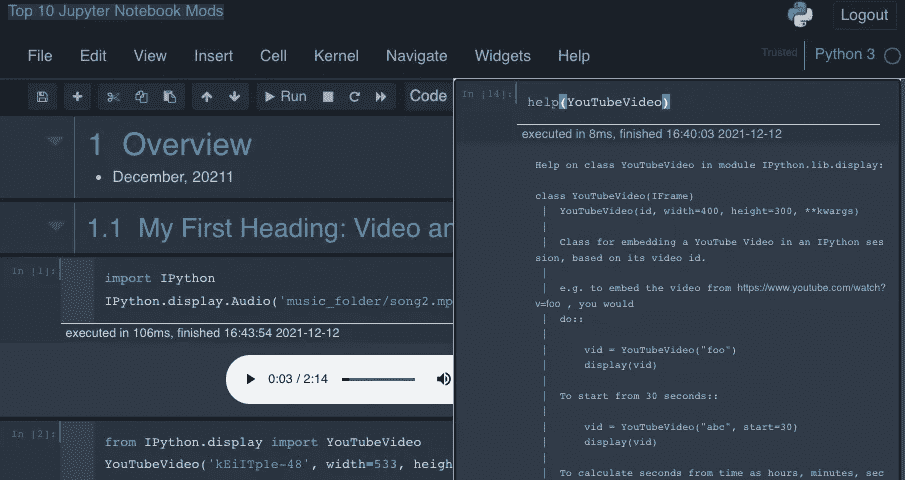 Top 10 Jupyter Notebook Mods
Logout
File Edit View Insert Cell Kernel Navigate Widgets Help
Trusted
Python 3
Run
Code
1 Overview
December, 20211
1.1 My First Heading: Video an
In [1]:
import IPython
IPython.display.Audio('music_folder/song2.mp
executed in 106ms, finished 16:43:54 2021-12-12
0:03 / 2:14
In [2]:
from IPython.display import YouTubeVideo
YouTubeVideo('kEiITple-48', width=533, heigh
In [14]:
help(YouTubeVideo)
executed in 8ms, finished 16:40:03 2021-12-12
Help on class YouTubeVideo in module IPython.lib.display:
class YouTubeVideo(IFrame)
| YouTubeVideo(id, width=400, height=300, **kwargs)
|
| Class for embedding a YouTube Video in an IPython ses
sion, based on its video id.
|
| e.g. to embed the video from https://www.youtube.com/watch?
v=foo , you would
| do::
|
| vid = YouTubeVideo("foo")
| display(vid)
|
| To start from 30 seconds::
|
| vid = YouTubeVideo("abc", start=30)
| display(vid)
|
| To calculate seconds from time as hours, minutes, sec